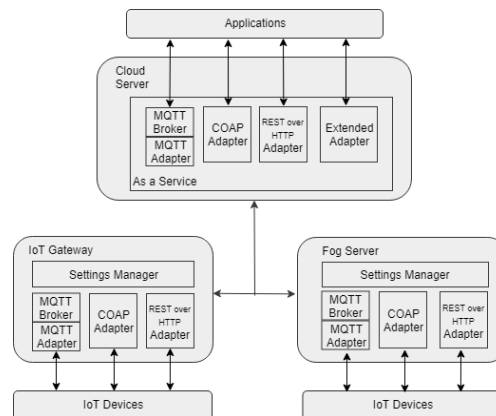 Applications
Cloud
Server
MQTT
Broker
MQTT
Adapter
COAP
Adapter
REST over
HTTP
Adapter
Extended
Adapter
As a Service
IoT Gateway
Settings Manager
MQTT
Broker
MQTT
Adapter
COAP
Adapter
REST over
HTTP
Adapter
IoT Devices
Fog Server
Settings Manager
MQTT
Broker
MQTT
Adapter
COAP
Adapter
REST over
HTTP
Adapter
IoT Devices